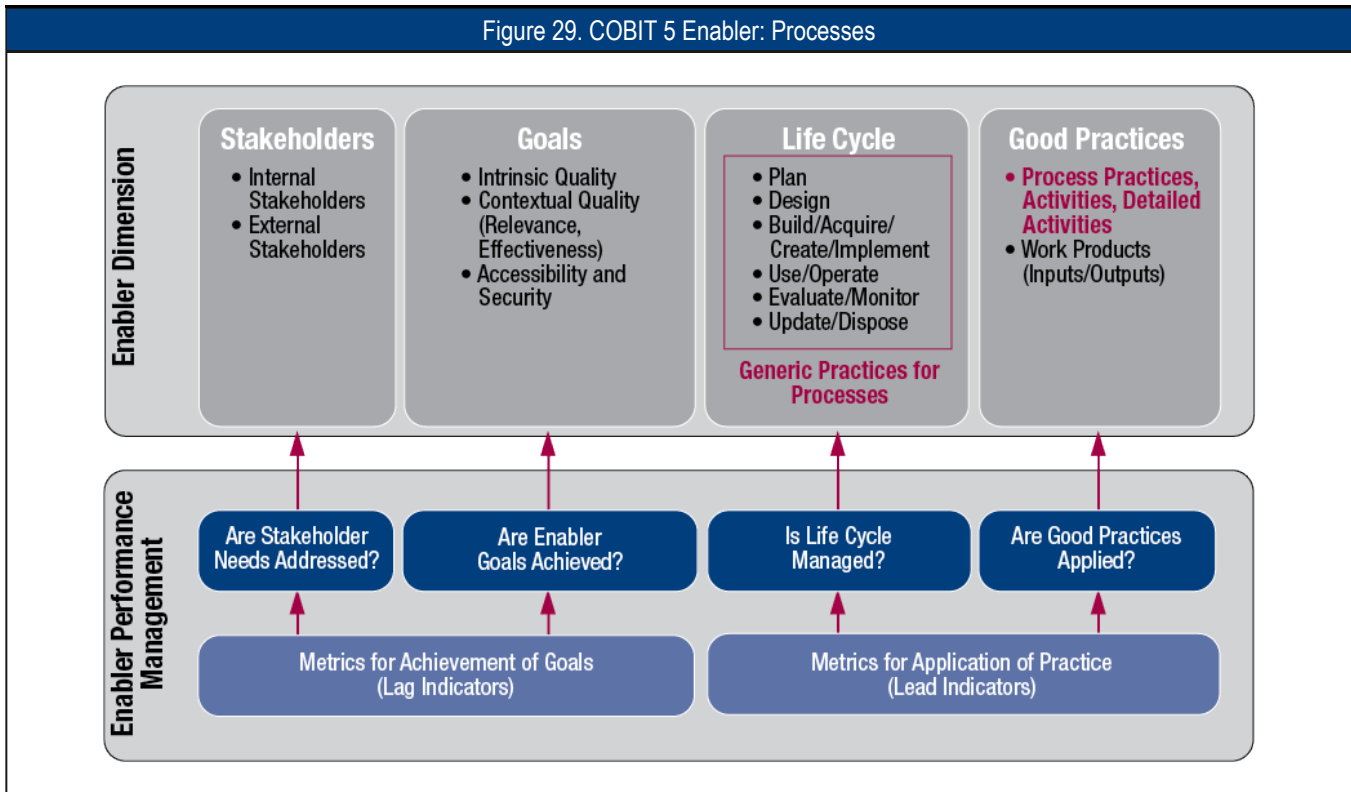 Figure 29. COBIT 5 Enabler: Processes
Enabler Dimension
Stakeholders
• Internal
Stakeholders
• External
Stakeholders
Goals
• Intrinsic Quality
• Contextual Quality
(Relevance,
Effectiveness)
• Accessibility and
Security
Life Cycle
• Plan
• Design
• Build/Acquire/
Create/Implement
• Use/Operate
• Evaluate/Monitor
• Update/Dispose
Generic Practices for
Processes
Good Practices
• Process Practices,
Activities, Detailed
Activities
• Work Products
(Inputs/Outputs)
Enabler Performance
Management
Are Stakeholder
Needs Addressed?
Are Enabler
Goals Achieved?
Is Life Cycle
Managed?
Are Good Practices
Applied?
Metrics for Achievement of Goals
(Lag Indicators)
Metrics for Application of Practice
(Lead Indicators)